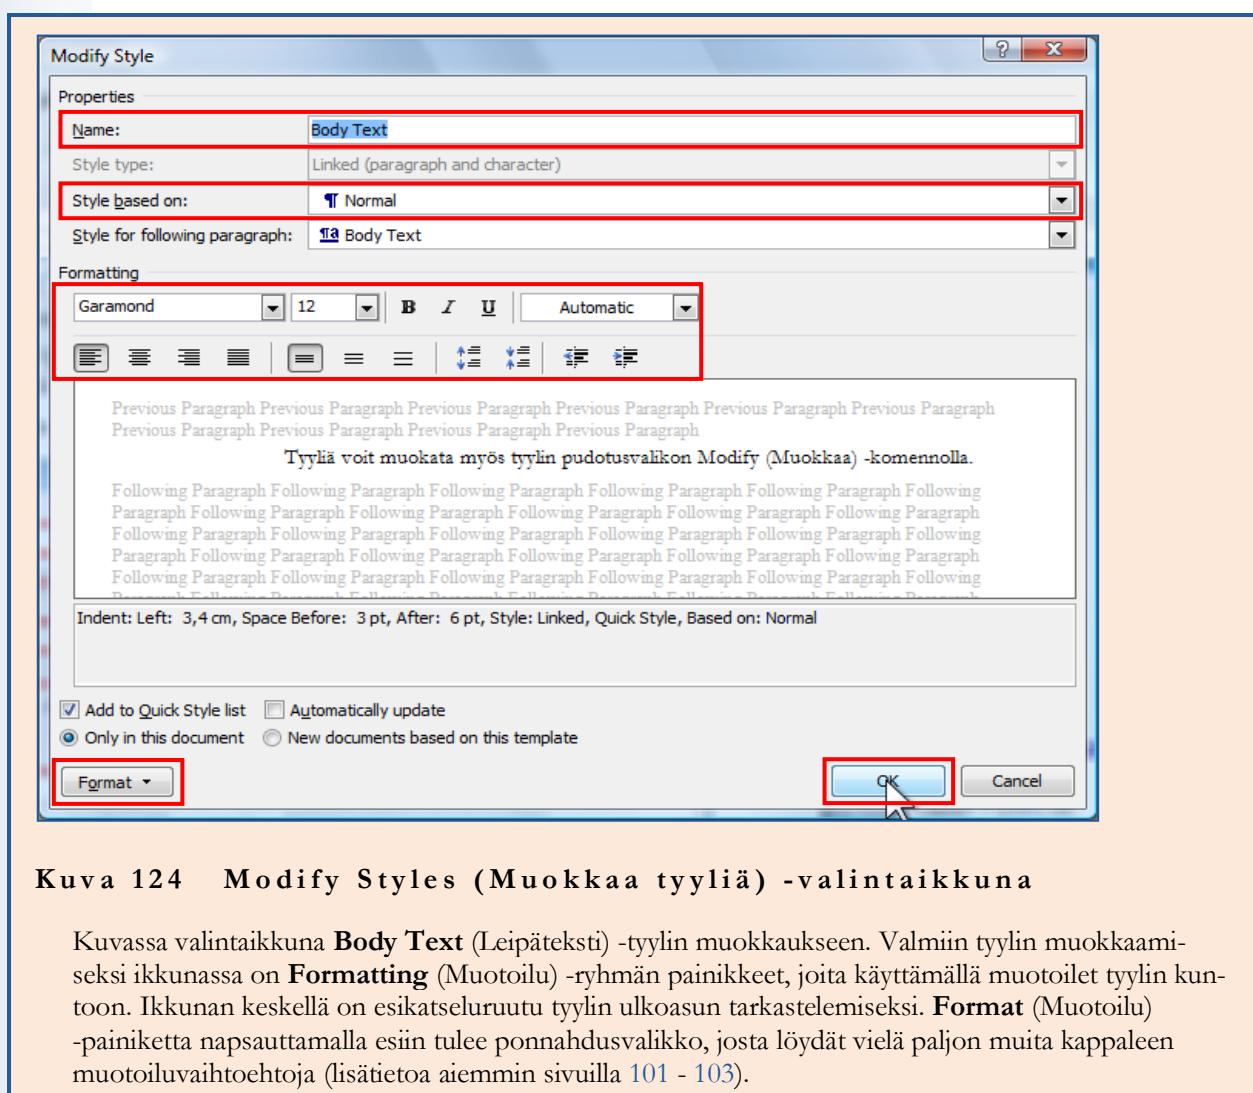 Modify Style
Properties
Name: Body Text
Style type: Linked (paragraph and character)
Style based on: ¶ Normal
Style for following paragraph: ¶a Body Text
Formatting
Garamond 12 B I U Automatic
Previous Paragraph Previous Paragraph Previous Paragraph Previous Paragraph Previous Paragraph Previous Paragraph
Previous Paragraph Previous Paragraph Previous Paragraph Previous Paragraph
Tyyliä voit muokata myös tyylin pudotusvalikon Modify (Muokkaa) -komennolla.
Following Paragraph Following Paragraph Following Paragraph Following Paragraph Following Paragraph Following
Paragraph Following Paragraph Following Paragraph Following Paragraph Following Paragraph Following Paragraph
Following Paragraph Following Paragraph Following Paragraph Following Paragraph Following Paragraph Following
Paragraph Following Paragraph Following Paragraph Following Paragraph Following Paragraph Following Paragraph
Following Paragraph Following Paragraph Following Paragraph Following Paragraph Following Paragraph Following
Paragraph Following Paragraph Following Paragraph Following Paragraph Following Paragraph Following Paragraph
Indent: Left: 3,4 cm, Space Before: 3 pt, After: 6 pt, Style: Linked, Quick Style, Based on: Normal
Add to Quick Style list Automatically update
Only in this document New documents based on this template
Format OK Cancel
Kuva 124 Modify Styles (Muokkaa tyyliä) -valintaikkuna
Kuvassa valintaikkuna Body Text (Leipäteksti) -tyylin muokkaukseen. Valmiin tyylin muokkaami-
seksi ikkunassa on Formatting (Muotoilu) -ryhmän painikkeet, joita käyttämällä muotoilet tyylin kun-
toon. Ikkunan keskellä on esikatseluruutu tyylin ulkoasun tarkastelemiseksi. Format (Muotoilu)
-painiketta napsauttamalla esiin tulee ponnahdusvalikko, josta löydät vielä paljon muita kappaleen
muotoiluvaihtoehtoja (lisätietoa aiemmin sivuilla 101 - 103).